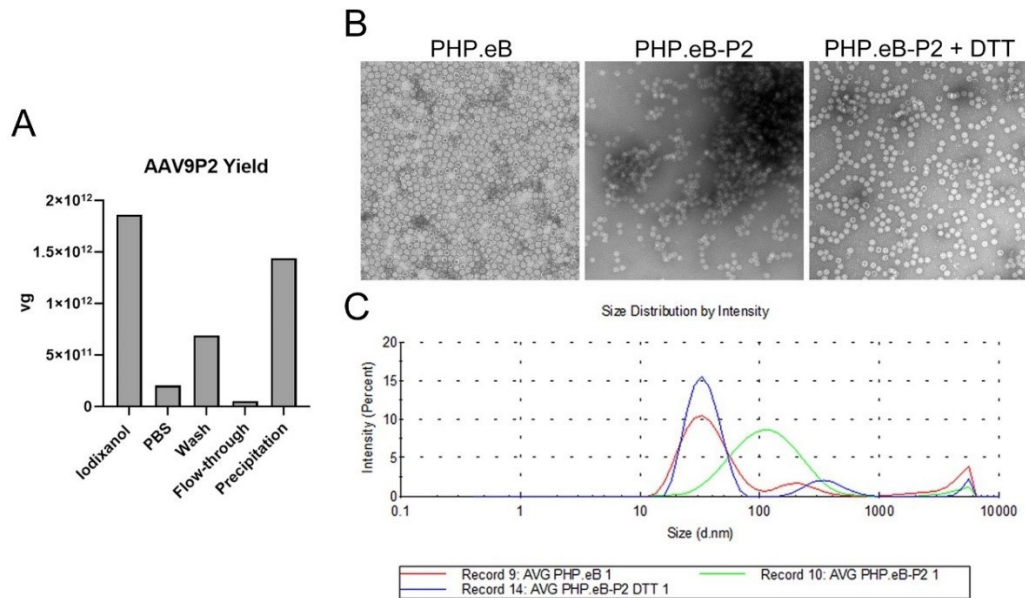 A
AAV9P2 Yield
2×10¹²
1.5×10¹²
1×10¹²
5×10¹¹
0
vg
Iodixanol
PBS
Wash
Flow-through
Precipitation
B
PHP.eB
PHP.eB-P2
PHP.eB-P2 + DTT
C
Size Distribution by Intensity
Intensity (Percent)
20
15
10
5
0
0.1 1 10 100 1000 10000
Size (d.nm)
Record 9: AVG PHP.eB 1 Record 10: AVG PHP.eB-P2 1
Record 14: AVG PHP.eB-P2 DTT 1